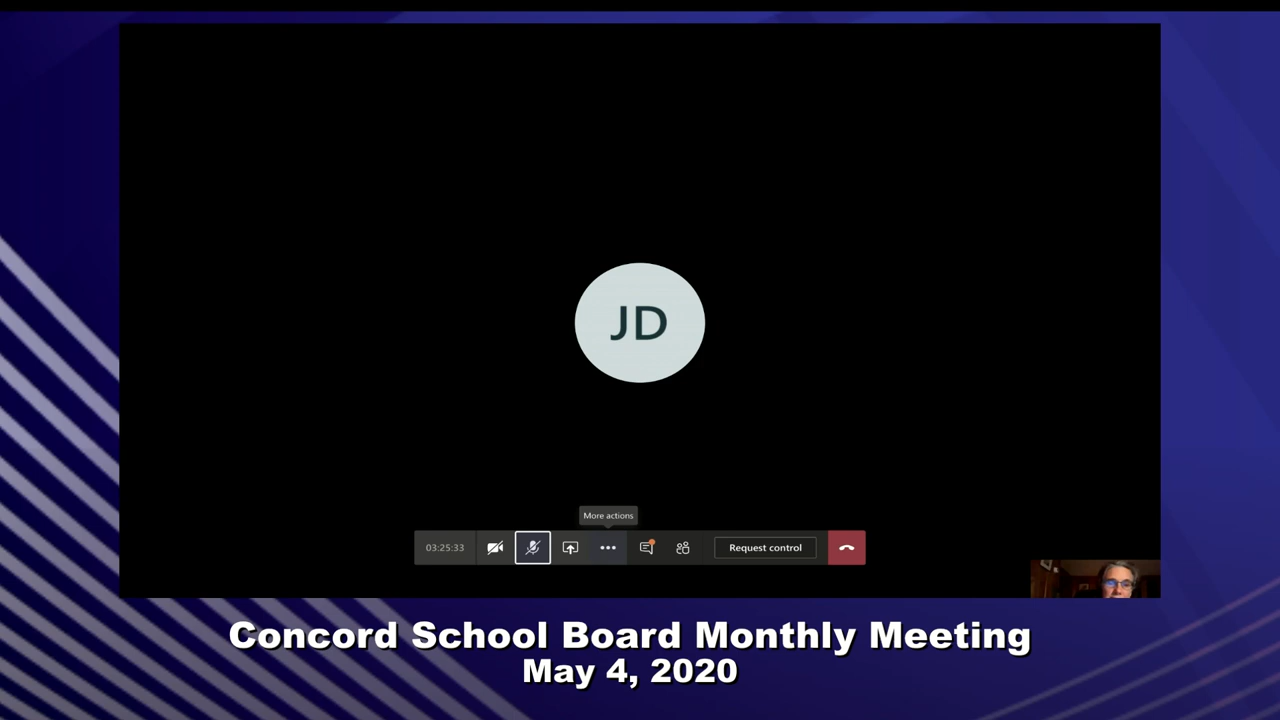 JD
More actions
03:25:33
Request control
Concord School Board Monthly Meeting
May 4, 2020